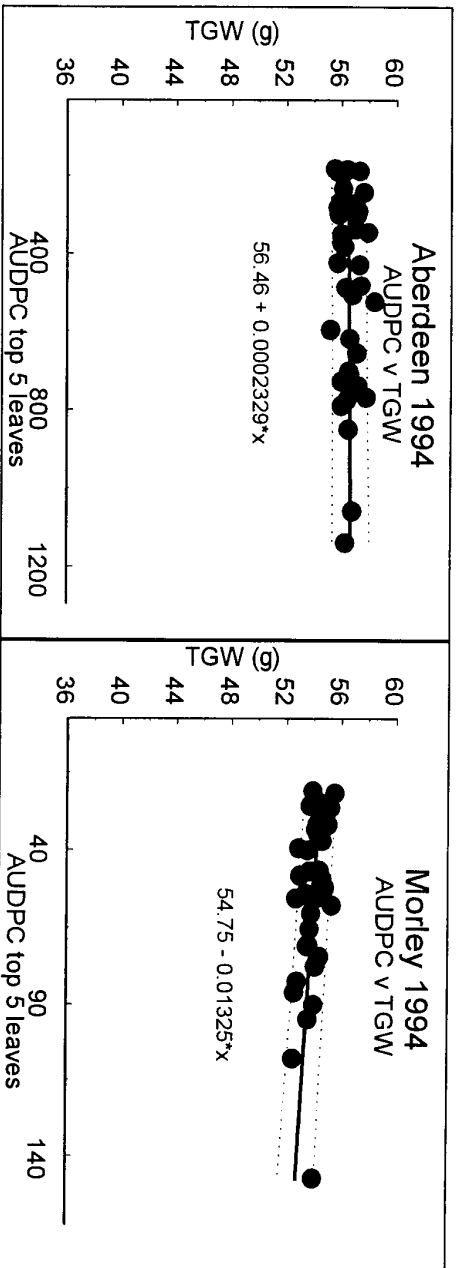 Aberdeen 1994
AUDPC v TGW
TGW (g)
60
56
52
48
44
40
36
56.46 + 0.0002329*x
400
800
1200
AUDPC top 5 leaves
Morley 1994
AUDPC v TGW
TGW (g)
60
56
52
48
44
40
36
54.75 - 0.01325*x
40
90
140
AUDPC top 5 leaves